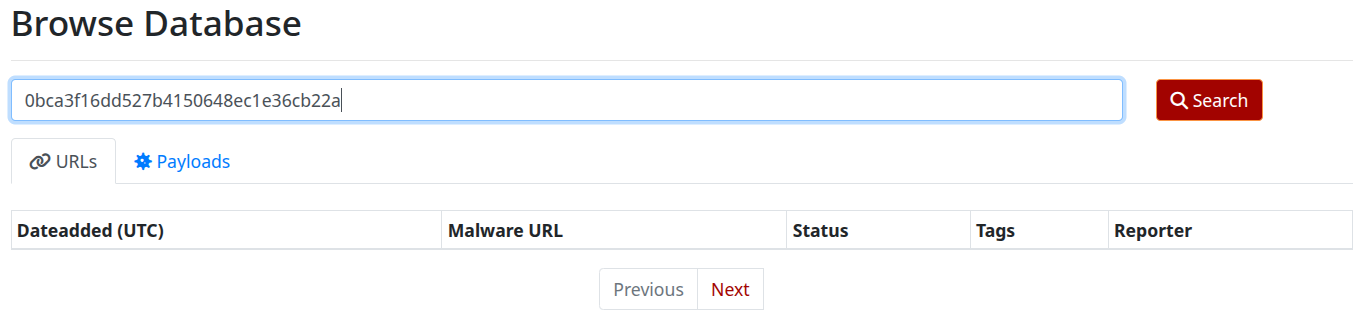 Browse Database
0bca3f16dd527b4150648ec1e36cb22a
Search
URLs
Payloads
Dateadded (UTC) Malware URL Status Tags Reporter
Previous Next